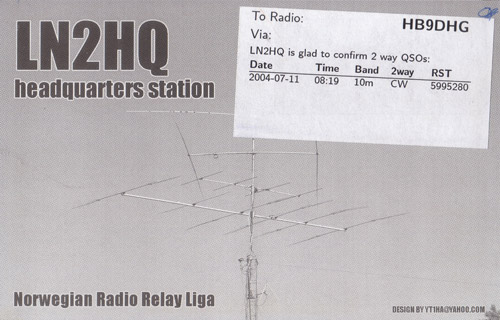 LN2HQ
headquarters station
To Radio: HB9DHG
Via:
LN2HQ is glad to confirm 2 way QSOs:
Date Time Band 2way RST
2004-07-11 08:19 10m CW 5995280
Norwegian Radio Relay Liga
DESIGN BY YT1HA@YAHOO.COM